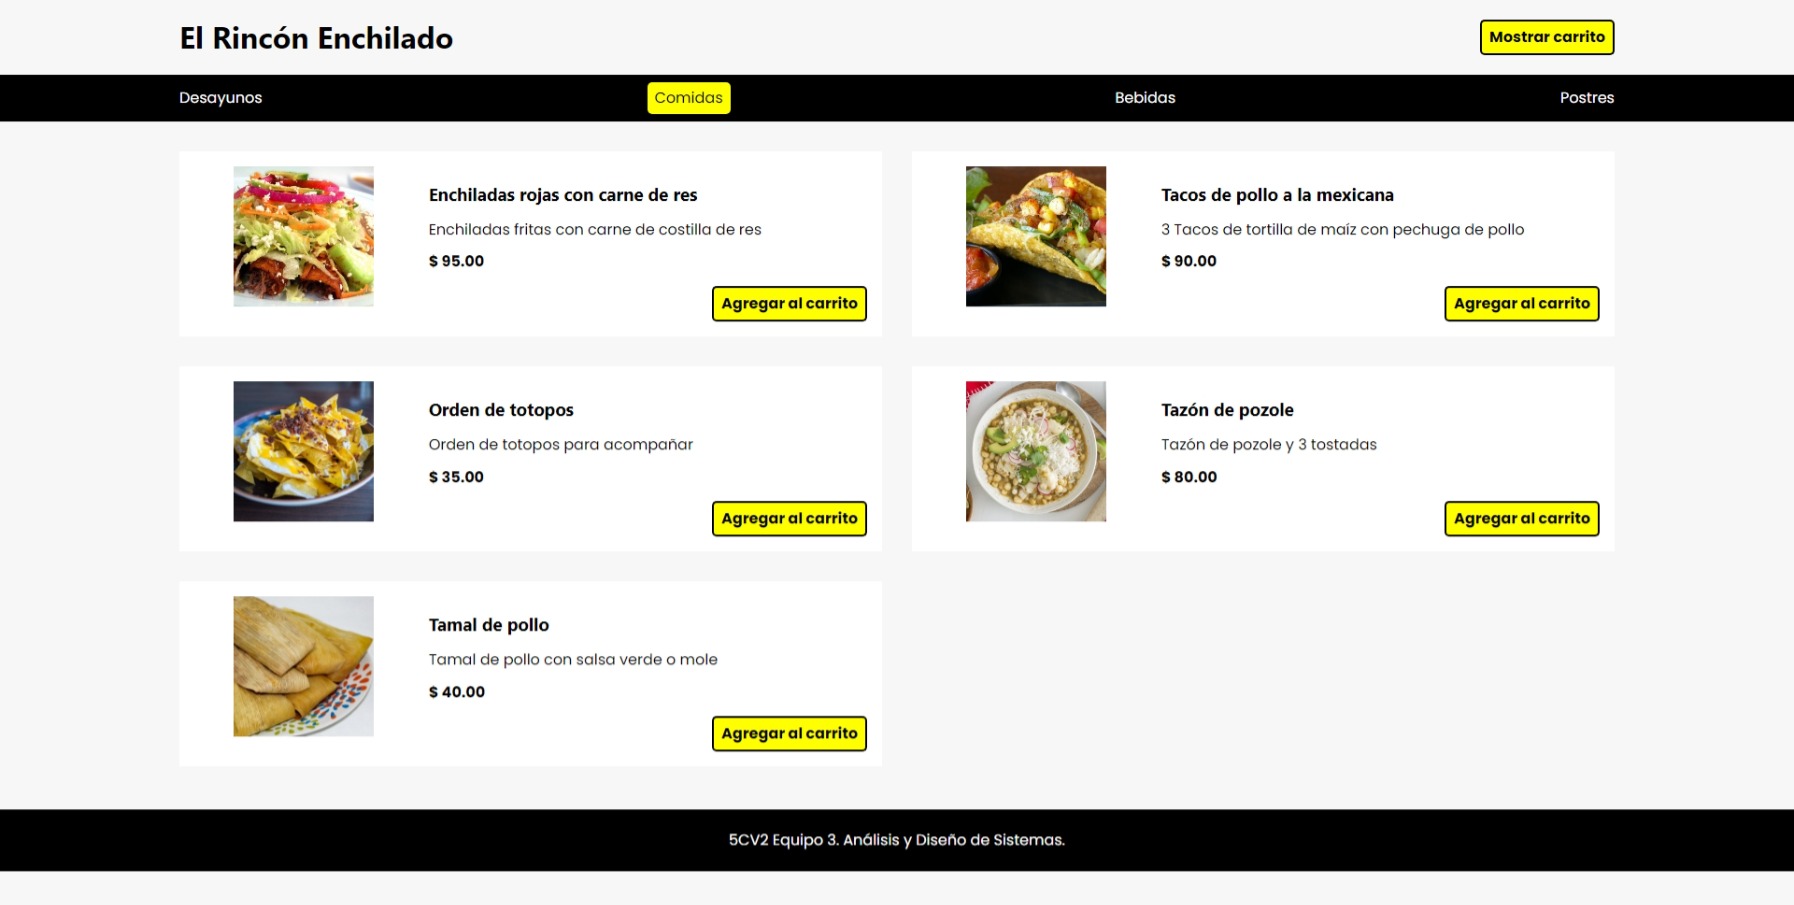 El Rincón Enchilado
Mostrar carrito
Desayunos
Comidas
Bebidas
Postres
Enchiladas rojas con carne de res
Enchiladas fritas con carne de costilla de res
$ 95.00
Agregar al carrito
Tacos de pollo a la mexicana
3 Tacos de tortilla de maíz con pechuga de pollo
$ 90.00
Agregar al carrito
Orden de totopos
Orden de totopos para acompañar
$ 35.00
Agregar al carrito
Tazón de pozole
Tazón de pozole y 3 tostadas
$ 80.00
Agregar al carrito
Tamal de pollo
Tamal de pollo con salsa verde o mole
$ 40.00
Agregar al carrito
5CV2 Equipo 3. Análisis y Diseño de Sistemas.